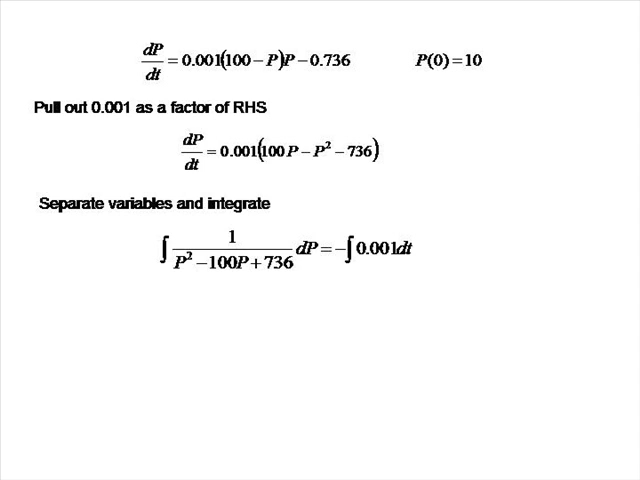 dP/dt = 0.001(100 − P)P − 0.736 P(0) = 10
Pull out 0.001 as a factor of RHS
dP/dt = 0.001(100P − P² − 736)
Separate variables and integrate
∫ 1/(P² − 100P + 736) dP = −∫ 0.001dt